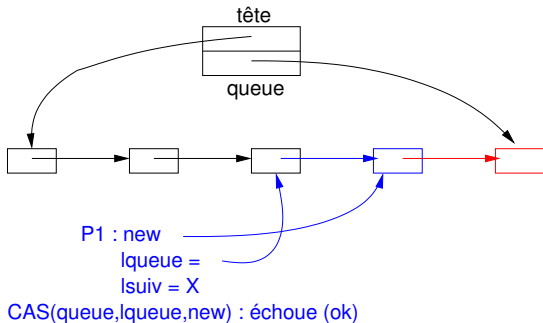 tête
queue
P1 : new
lqueue =
lsuiv = X
CAS(queue,lqueue,new) : échoue (ok)